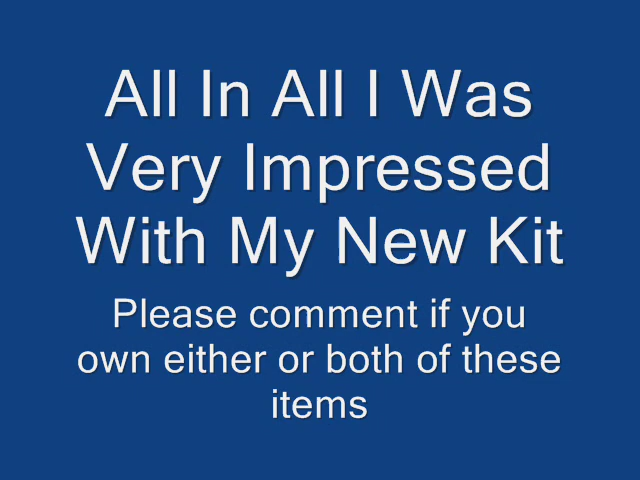 All In All I Was
Very Impressed
With My New Kit
Please comment if you
own either or both of these
items